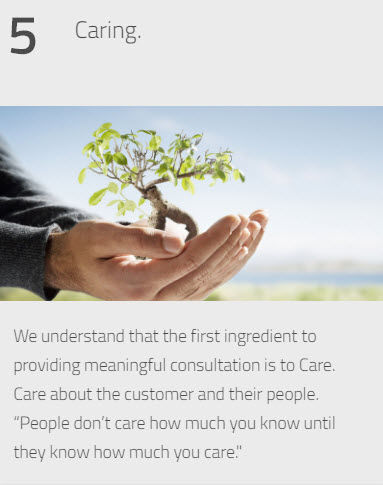 5 Caring.
We understand that the first ingredient to
providing meaningful consultation is to Care.
Care about the customer and their people.
“People don’t care how much you know until
they know how much you care."